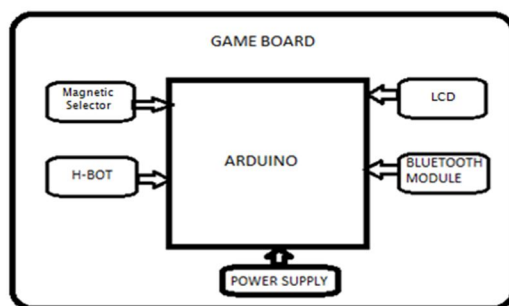 GAME BOARD
Magnetic
Selector
LCD
ARDUINO
H-BOT
BLUETOOTH
MODULE
POWER SUPPLY